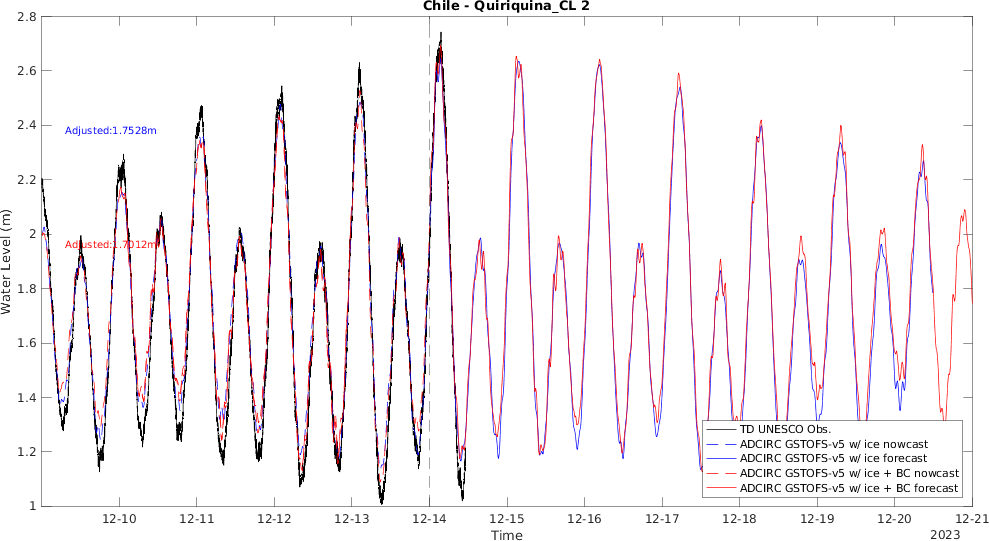 Chile - Quiriquina_CL 2
2.8
2.6
2.4
2.2
2
1.8
1.6
1.4
1.2
1
Water Level (m)
Adjusted:1.7528m
Adjusted:1.7012m
TD UNESCO Obs.
ADCIRC GSTOFS-v5 w/ ice nowcast
ADCIRC GSTOFS-v5 w/ ice forecast
ADCIRC GSTOFS-v5 w/ ice + BC nowcast
ADCIRC GSTOFS-v5 w/ ice + BC forecast
12-10 12-11 12-12 12-13 12-14 12-15 12-16 12-17 12-18 12-19 12-20 12-21
Time
2023